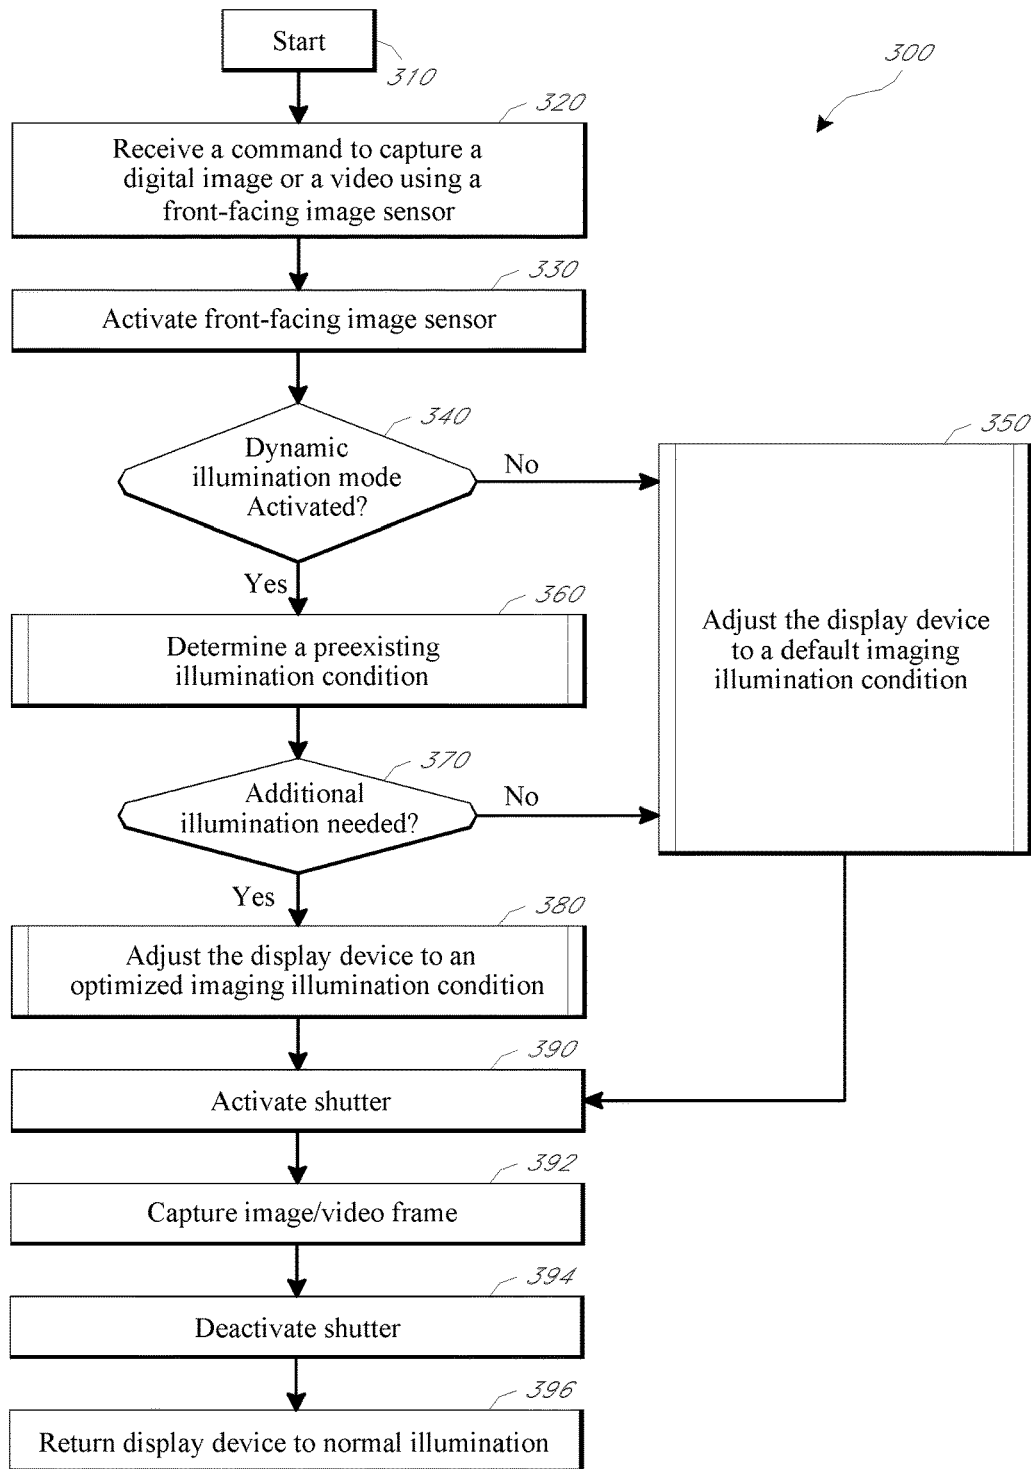 Start
310
300
320
Receive a command to capture a
digital image or a video using a
front-facing image sensor
330
Activate front-facing image sensor
340
Dynamic
illumination mode
Activated?
No
Yes
350
Adjust the display device
to a default imaging
illumination condition
360
Determine a preexisting
illumination condition
370
Additional
illumination needed?
No
Yes
380
Adjust the display device to an
optimized imaging illumination condition
390
Activate shutter
392
Capture image/video frame
394
Deactivate shutter
396
Return display device to normal illumination